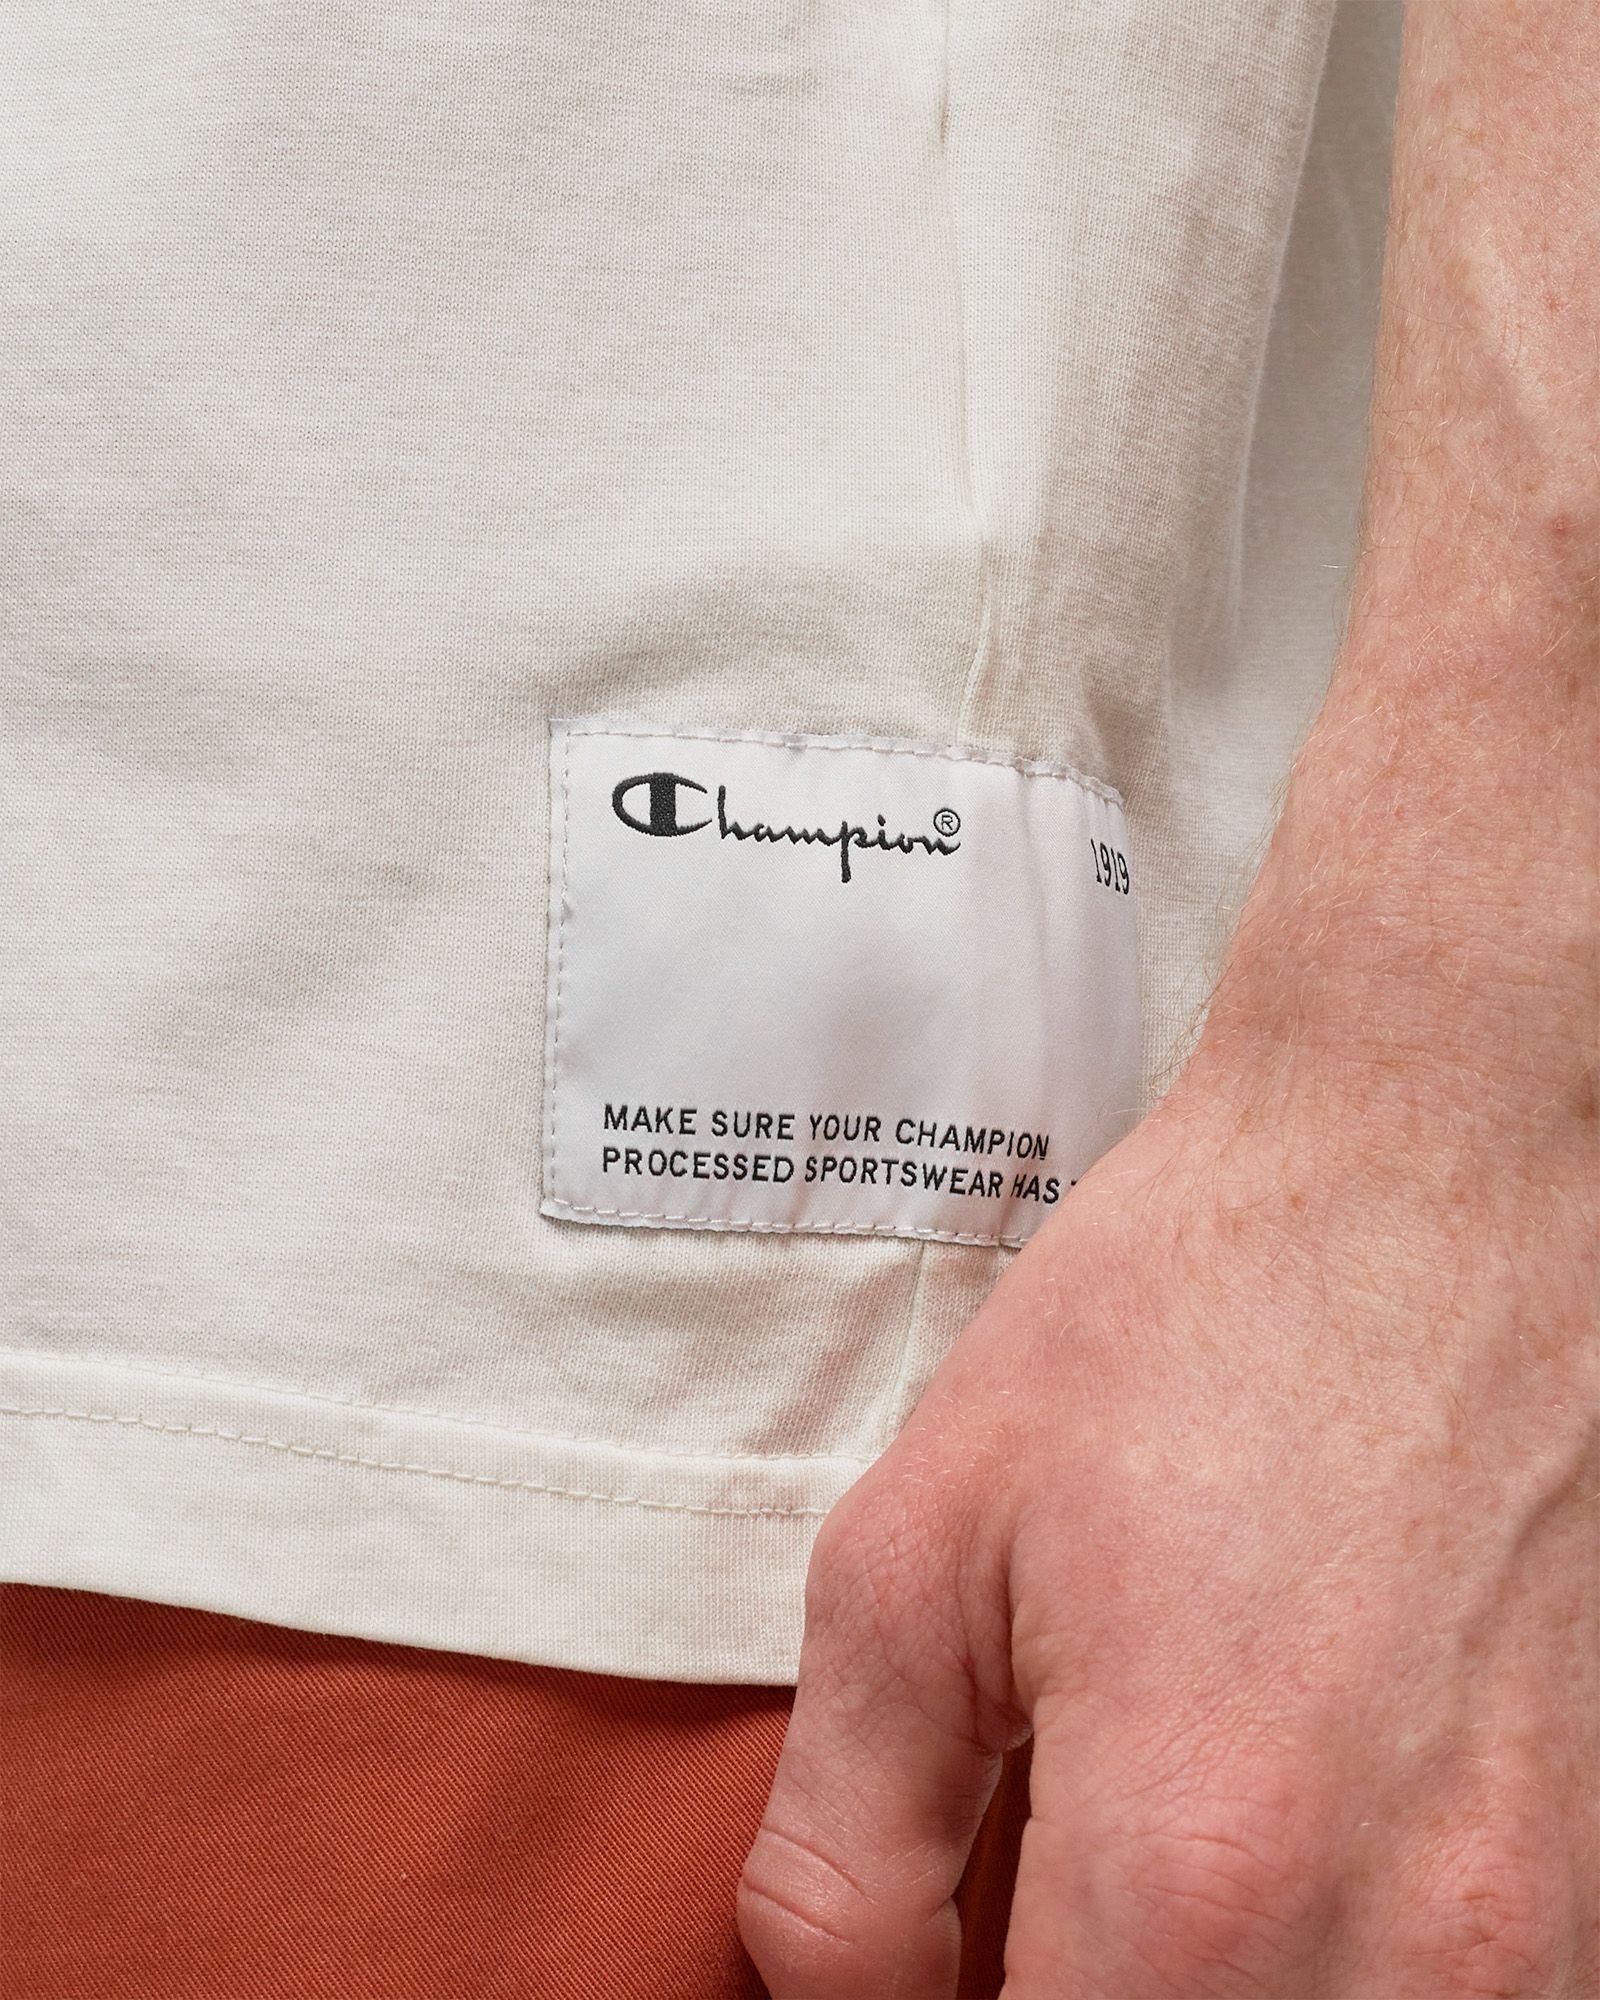 Champion® 1919
MAKE SURE YOUR CHAMPION
PROCESSED SPORTSWEAR HAS